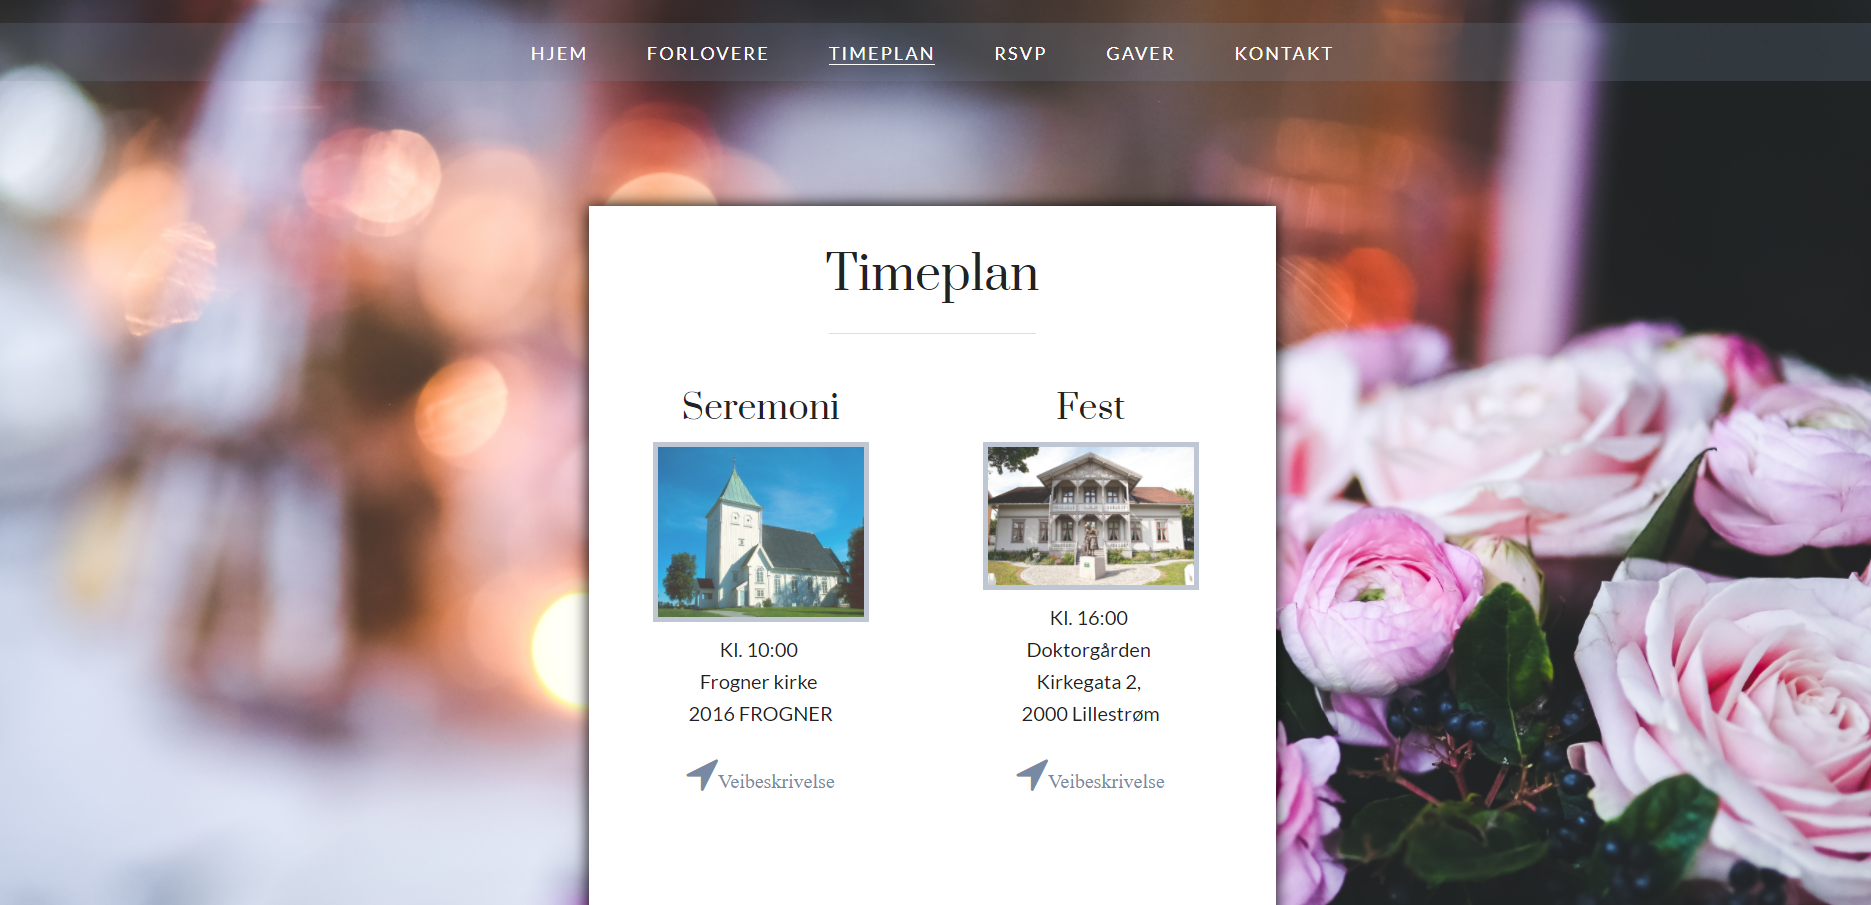 HJEM FORLOVERE TIMEPLAN RSVP GAVER KONTAKT
Timeplan
Seremoni
Kl. 10:00
Frogner kirke
2016 FROGNER
Veibeskrivelse
Fest
Kl. 16:00
Doktorgården
Kirkegata 2,
2000 Lillestrøm
Veibeskrivelse